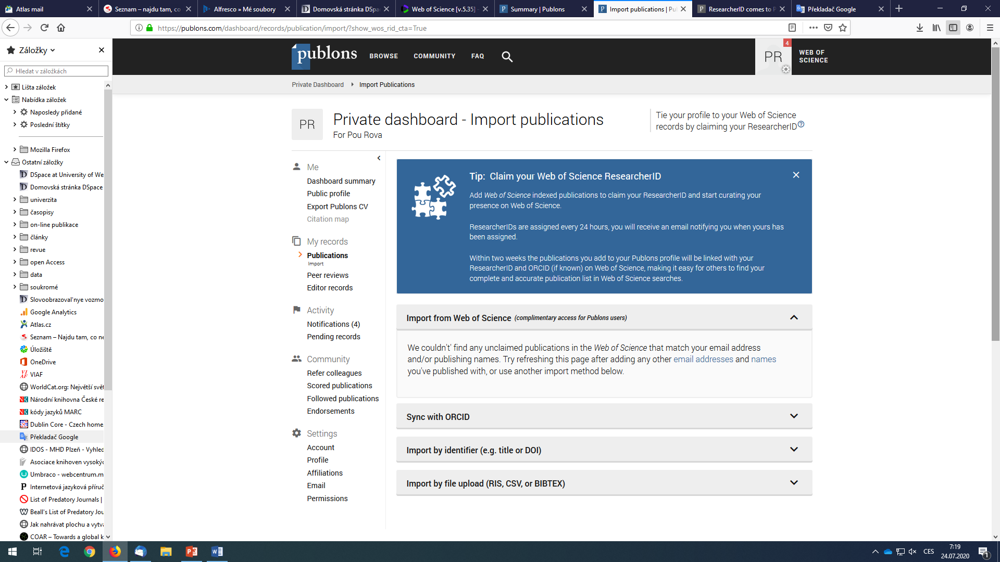 Atlas mail
Seznam – najdu tam, co
Alfresco » Mé soubory
Domovská stránka DSpa
Web of Science [v.5.35] -
Summary | Publons
Import publications | Pul
ResearcherID comes to P
Překladač Google
https://publons.com/dashboard/records/publication/import/?show_wos_rid_cta=True
Záložky
Hledat v záložkách
Lišta záložek
Nabídka záložek
Naposledy přidané
Poslední štítky
Mozilla Firefox
Ostatní záložky
DSpace at University of We
Domovská stránka DSpace
univerzita
časopisy
on-line publikace
články
revue
open Access
data
soukromé
Slovoobrazoval'nye vozmo
Google Analytics
Atlas.cz
Seznam – Najdu tam, co ne
Úložiště
OneDrive
VIAF
WorldCat.org: Největší svět
Národní knihovna České re
kódy jazyků MARC
Dublin Core - Czech home
Překladač Google
IDOS - MHD Plzeň - Vyhled
Asociace knihoven vysokýc
Umbraco - webcentrum.m
Internetová jazyková příruč
List of Predatory Journals |
Beall's List of Predatory Jou
Jak nahrávat plochu a vytva
COAR – Towards a global k
publons
BROWSE
COMMUNITY
FAQ
PR
4
WEB OF
SCIENCE
Private Dashboard
Import Publications
PR
Private dashboard - Import publications
For Pou Rova
Tie your profile to your Web of Science
records by claiming your ResearcherID
Me
Dashboard summary
Public profile
Export Publons CV
Citation map
My records
Publications
Import
Peer reviews
Editor records
Activity
Notifications (4)
Pending records
Community
Refer colleagues
Scored publications
Followed publications
Endorsements
Settings
Account
Profile
Affiliations
Email
Permissions
Tip: Claim your Web of Science ResearcherID
Add Web of Science indexed publications to claim your ResearcherID and start curating your
presence on Web of Science.
ResearcherIDs are assigned every 24 hours, you will receive an email notifying you when yours has
been assigned.
Within two weeks the publications you add to your Publons profile will be linked with your
ResearcherID and ORCID (if known) on Web of Science, making it easy for others to find your
complete and accurate publication list in Web of Science searches.
Import from Web of Science (complimentary access for Publons users)
We couldn't' find any unclaimed publications in the Web of Science that match your email address
and/or publishing names. Try refreshing this page after adding any other email addresses and names
you've published with, or use another import method below.
Sync with ORCID
Import by identifier (e.g. title or DOI)
Import by file upload (RIS, CSV, or BIBTEX)
CES
7:19
24.07.2020
1